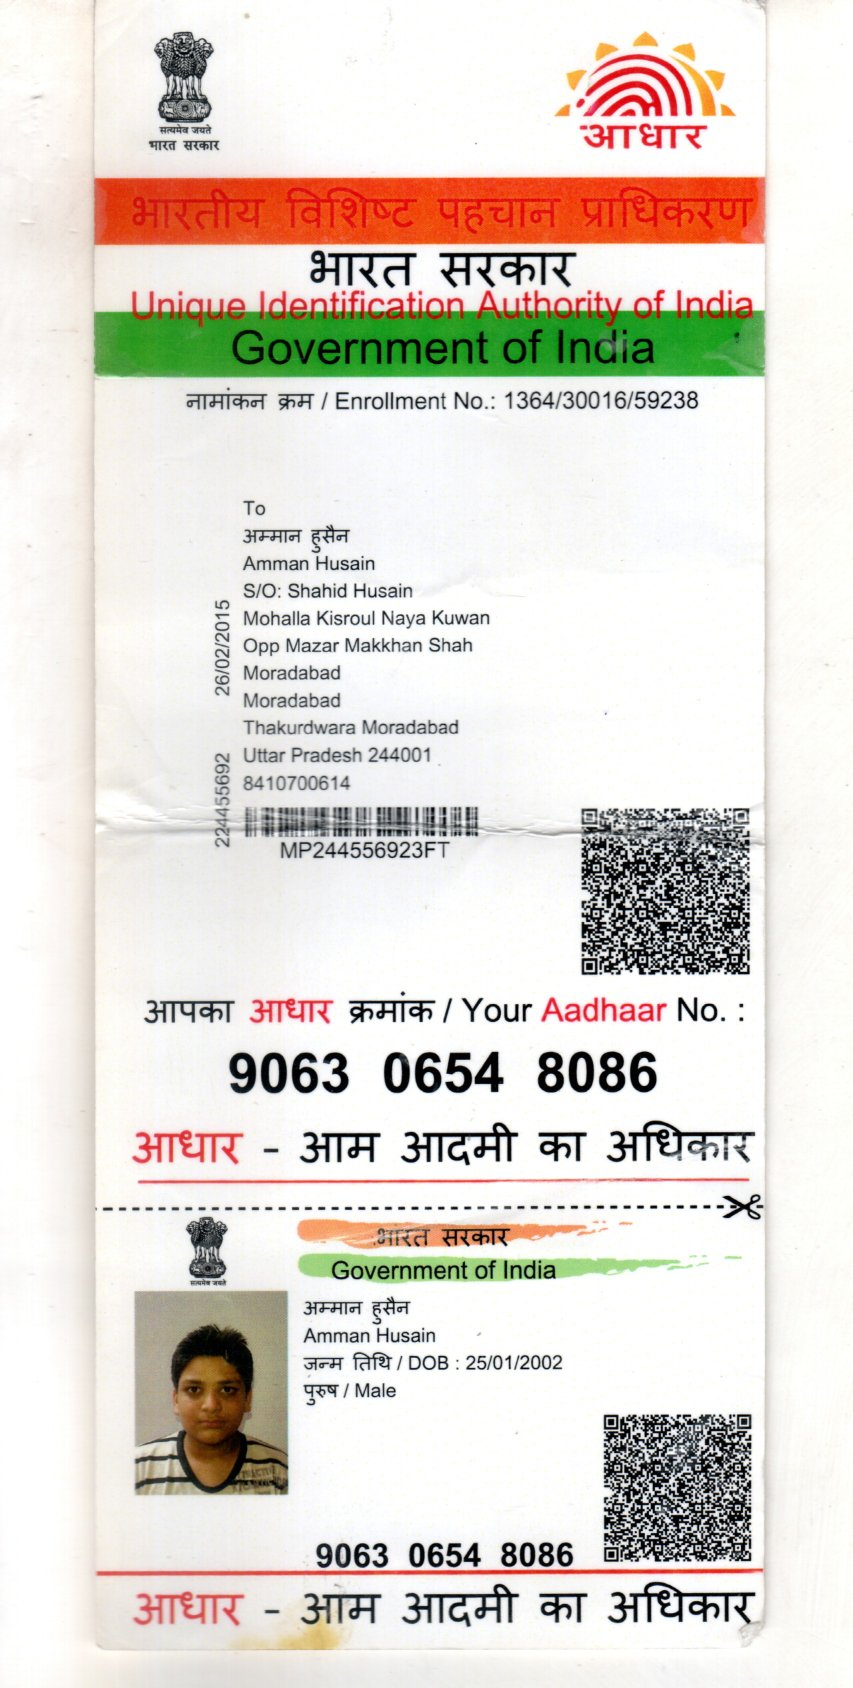 सत्यमेव जयते
भारत सरकार
आधार
भारतीय विशिष्ट पहचान प्राधिकरण
भारत सरकार
Unique Identification Authority of India
Government of India
नामांकन क्रम / Enrollment No.: 1364/30016/59238
To
अम्मान हुसैन
Amman Husain
S/O: Shahid Husain
Mohalla Kisroul Naya Kuwan
Opp Mazar Makkhan Shah
Moradabad
Moradabad
Thakurdwara Moradabad
Uttar Pradesh 244001
8410700614
26/02/2015
224455692
MP244556923FT
आपका आधार क्रमांक / Your Aadhaar No. :
9063 0654 8086
आधार - आम आदमी का अधिकार
सत्यमेव जयते
भारत सरकार
Government of India
अम्मान हुसैन
Amman Husain
जन्म तिथि / DOB : 25/01/2002
पुरुष / Male
9063 0654 8086
आधार - आम आदमी का अधिकार